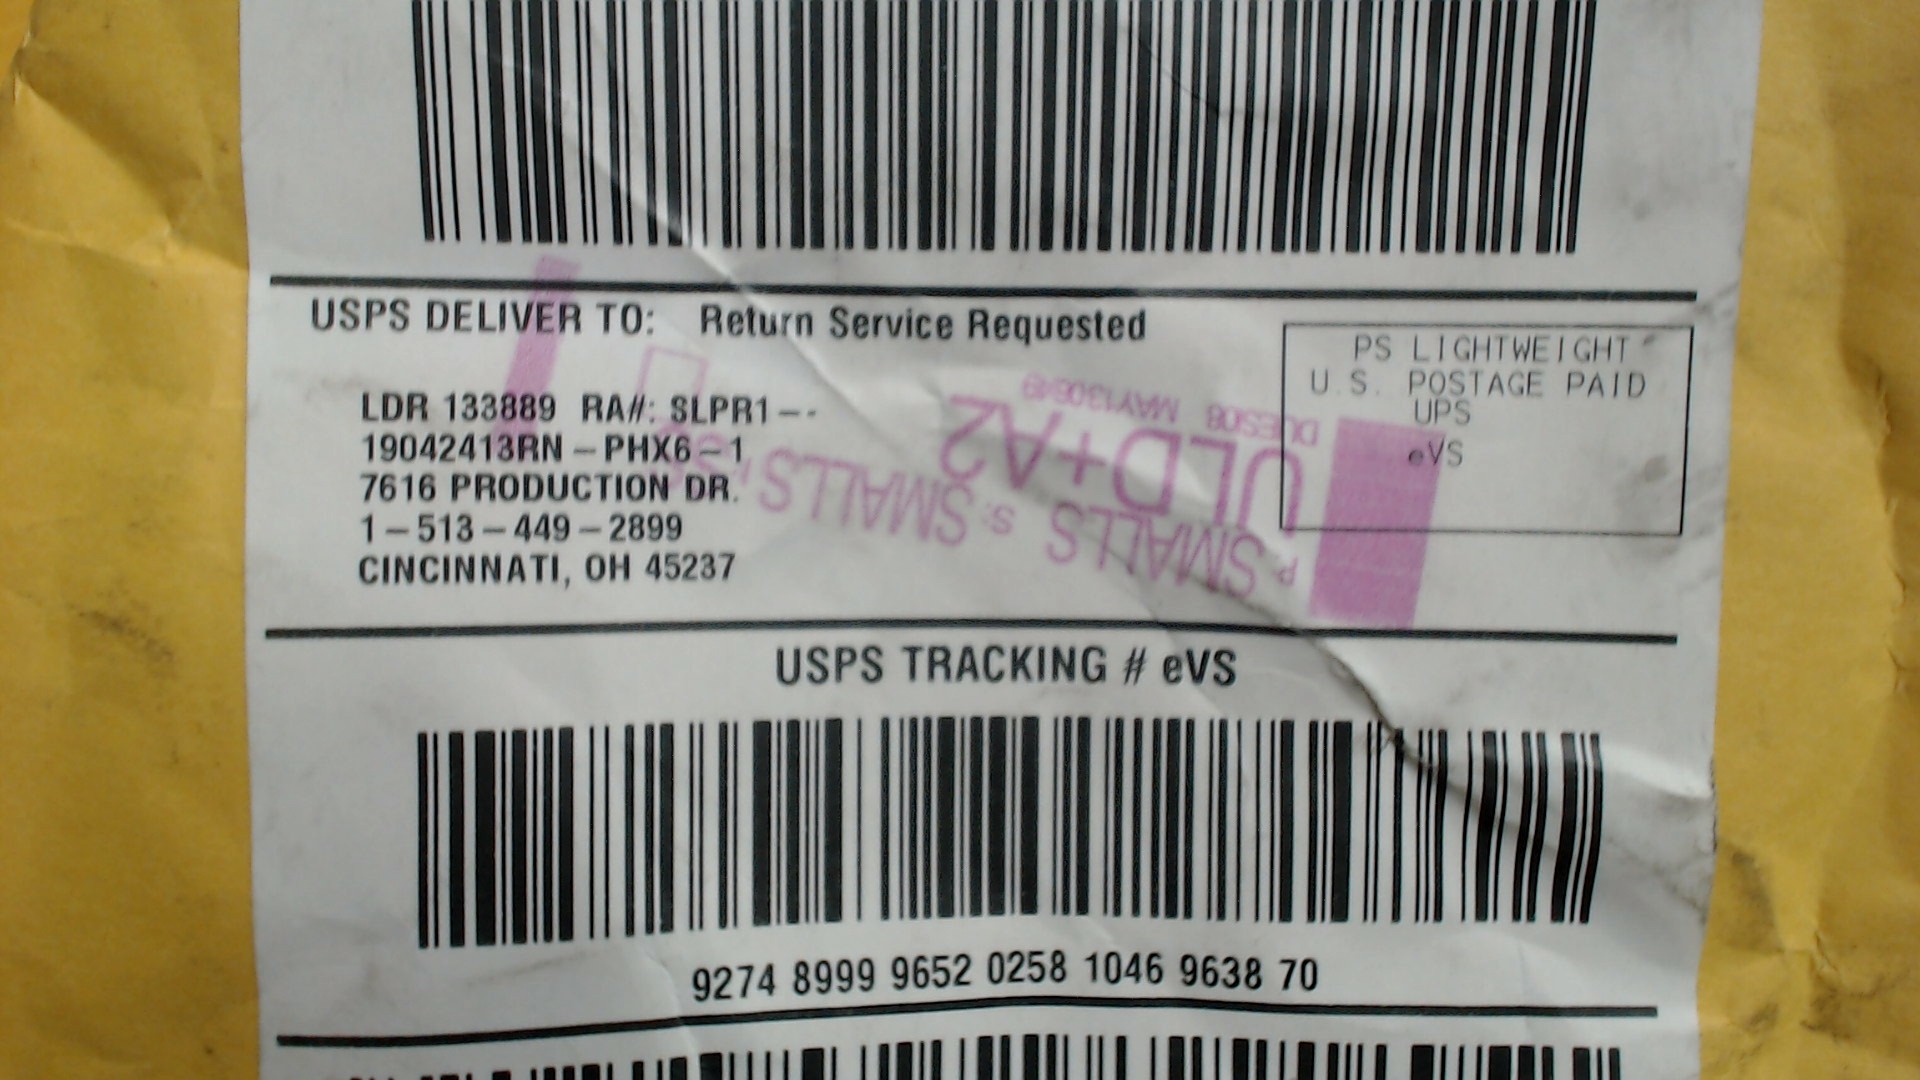 USPS DELIVER TO: Return Service Requested
LDR 133889 RA#: SLPR1--
19042413RN-PHX6-1
7616 PRODUCTION DR.
1-513-449-2899
CINCINNATI, OH 45237
PS LIGHTWEIGHT
U.S. POSTAGE PAID
UPS
eVS
DUES08 MAY130649
ULD+A2
P: SMALLS S: SMALLS
USPS TRACKING # eVS
9274 8999 9652 0258 1046 9638 70